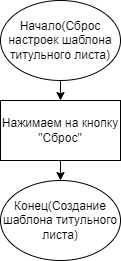 Начало(Сброс
настроек шаблона
титульного листа)
Нажимаем на кнопку
"Сброс"
Конец(Создание
шаблона титульного
листа)